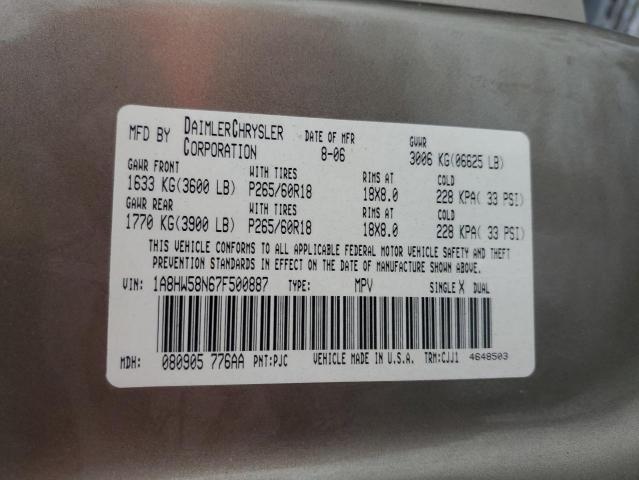 MFD BY DAIMLERCHRYSLER CORPORATION DATE OF MFR 8-06 GVWR 3006 KG(06625 LB)
GAWR FRONT WITH TIRES RIMS AT COLD
1633 KG(3600 LB) P265/60R18 18X8.0 228 KPA( 33 PSI)
GAWR REAR WITH TIRES RIMS AT COLD
1770 KG(3900 LB) P265/60R18 18X8.0 228 KPA( 33 PSI)
THIS VEHICLE CONFORMS TO ALL APPLICABLE FEDERAL MOTOR VEHICLE SAFETY AND THEFT
PREVENTION STANDARDS IN EFFECT ON THE DATE OF MANUFACTURE SHOWN ABOVE.
VIN: 1A8HW58N67F500887 TYPE: MPV SINGLE X DUAL
MDH: 080905 776AA PNT:PJC VEHICLE MADE IN U.S.A. TRM:CJJ1 4648503